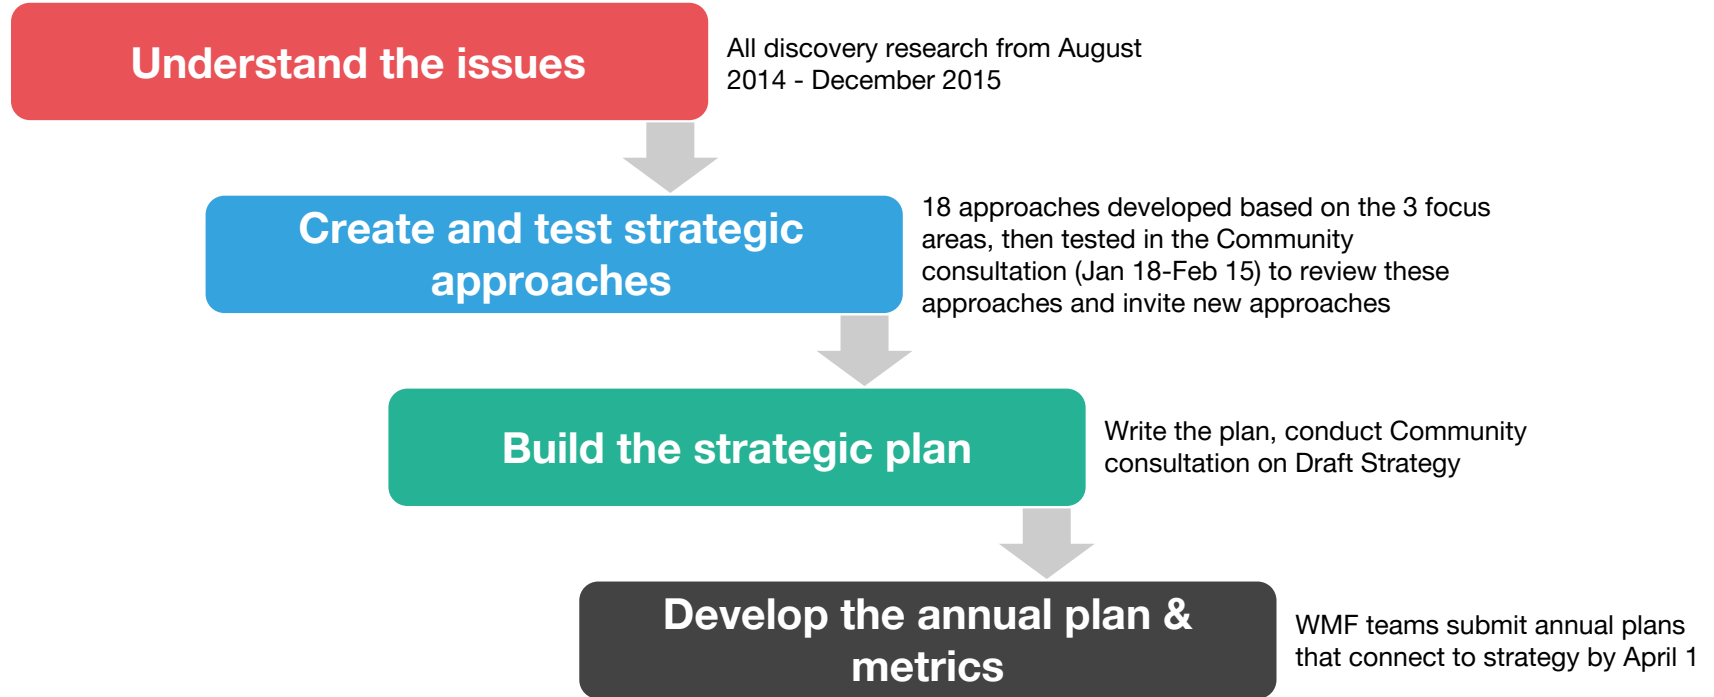 Understand the issues
All discovery research from August
2014 - December 2015
Create and test strategic
approaches
18 approaches developed based on the 3 focus
areas, then tested in the Community
consultation (Jan 18-Feb 15) to review these
approaches and invite new approaches
Build the strategic plan
Write the plan, conduct Community
consultation on Draft Strategy
Develop the annual plan &
metrics
WMF teams submit annual plans
that connect to strategy by April 1